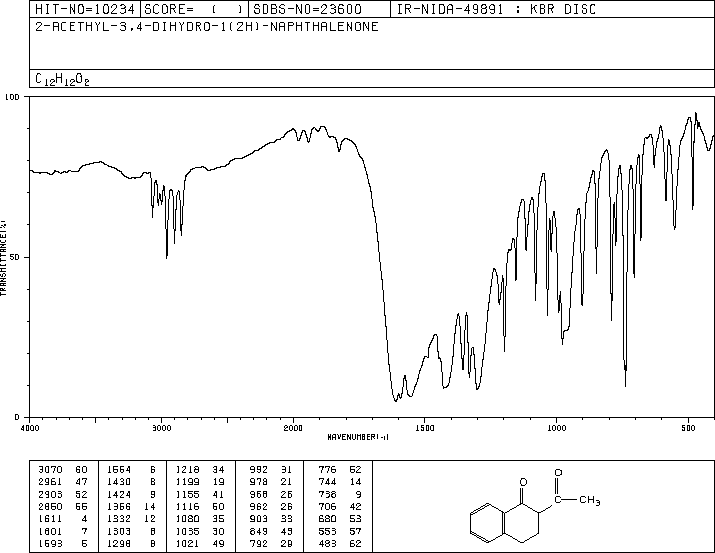 HIT-NO=10234 SCORE= ( ) SDBS-NO=23600 IR-NIDA-49891 : KBR DISC
2-ACETHYL-3,4-DIHYDRO-1(2H)-NAPHTHALENONE
C12H12O2
100
TRANSMITTANCE(%)
50
0
4000 3000 2000 1500 1000 500
WAVENUMBER(-1)
3070 60 1564 6 1218 34 992 31 776 52
2961 47 1430 8 1199 19 978 21 744 14
2903 52 1424 9 1155 41 968 26 738 9
2850 55 1366 14 1116 50 962 26 706 42
1611 4 1332 12 1080 35 903 33 680 53
1601 7 1303 8 1035 30 849 43 553 57
1593 5 1298 8 1021 49 792 29 483 62
O
O
CH3